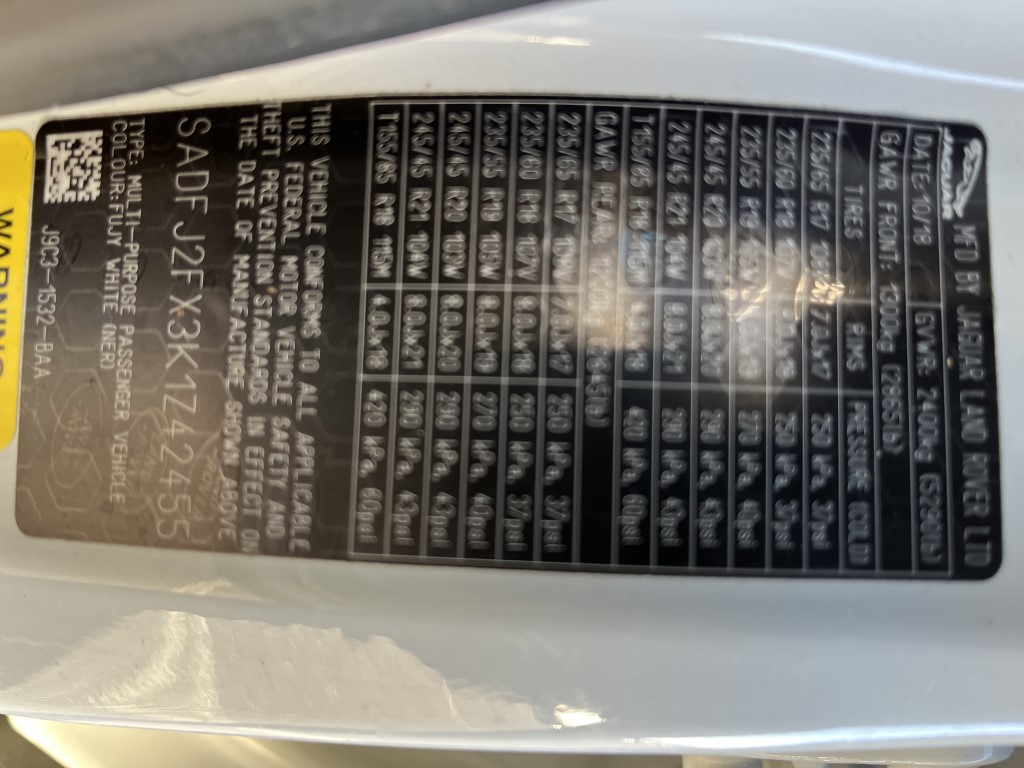 JAGUAR
MFD BY JAGUAR LAND ROVER LTD
DATE: 10/18 GVWR: 2400kg (5290lb)
GAWR FRONT: 1300kg (2865lb)
TIRES RIMS PRESSURE COLD
235/65 R17 7.0Jx17 250 kPa, 37psi
235/60 R18 250 kPa, 37psi
235/55 R19 270 kPa, 40psi
245/45 R20 290 kPa, 43psi
245/45 R21 104W 8.0Jx21 290 kPa, 43psi
T155/85 R18 115M 4.0Jx18 420 kPa, 60psi
GAWR REAR:
235/65 R17 7.0Jx17 250 kPa, 37psi
235/60 R18 107V 250 kPa, 37psi
235/55 R19 105W 8.0Jx19 270 kPa, 40psi
245/45 R20 103W 8.0Jx20 290 kPa, 43psi
245/45 R21 104W 8.0Jx21 290 kPa, 43psi
T155/85 R18 115M 4.0Jx18 420 kPa, 60psi
THIS VEHICLE CONFORMS TO ALL APPLICABLE
U.S. FEDERAL MOTOR VEHICLE SAFETY AND
THEFT PREVENTION STANDARDS IN EFFECT ON
THE DATE OF MANUFACTURE SHOWN ABOVE
SADFJ2FX3K1Z42455
TYPE: MULTI-PURPOSE PASSENGER VEHICLE
COLOUR:FUJI WHITE (NER)
J9C3-1532-BAA
WARNING